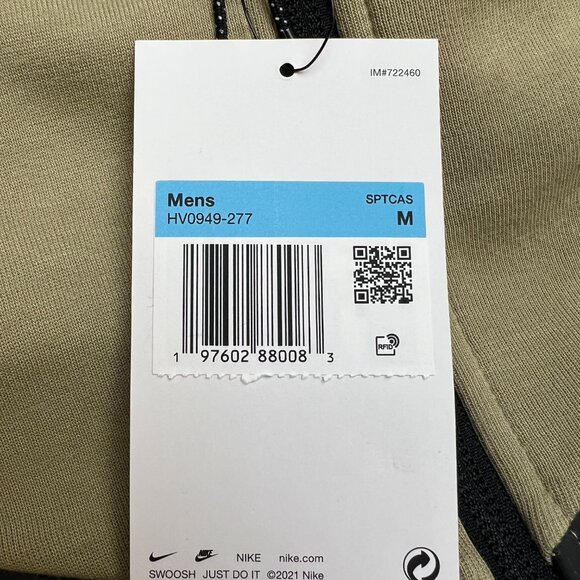 IM#722460
Mens SPTCAS
HV0949-277 M
1 97602 88008 3
RFID
NIKE nike.com
SWOOSH JUST DO IT ©2021 Nike